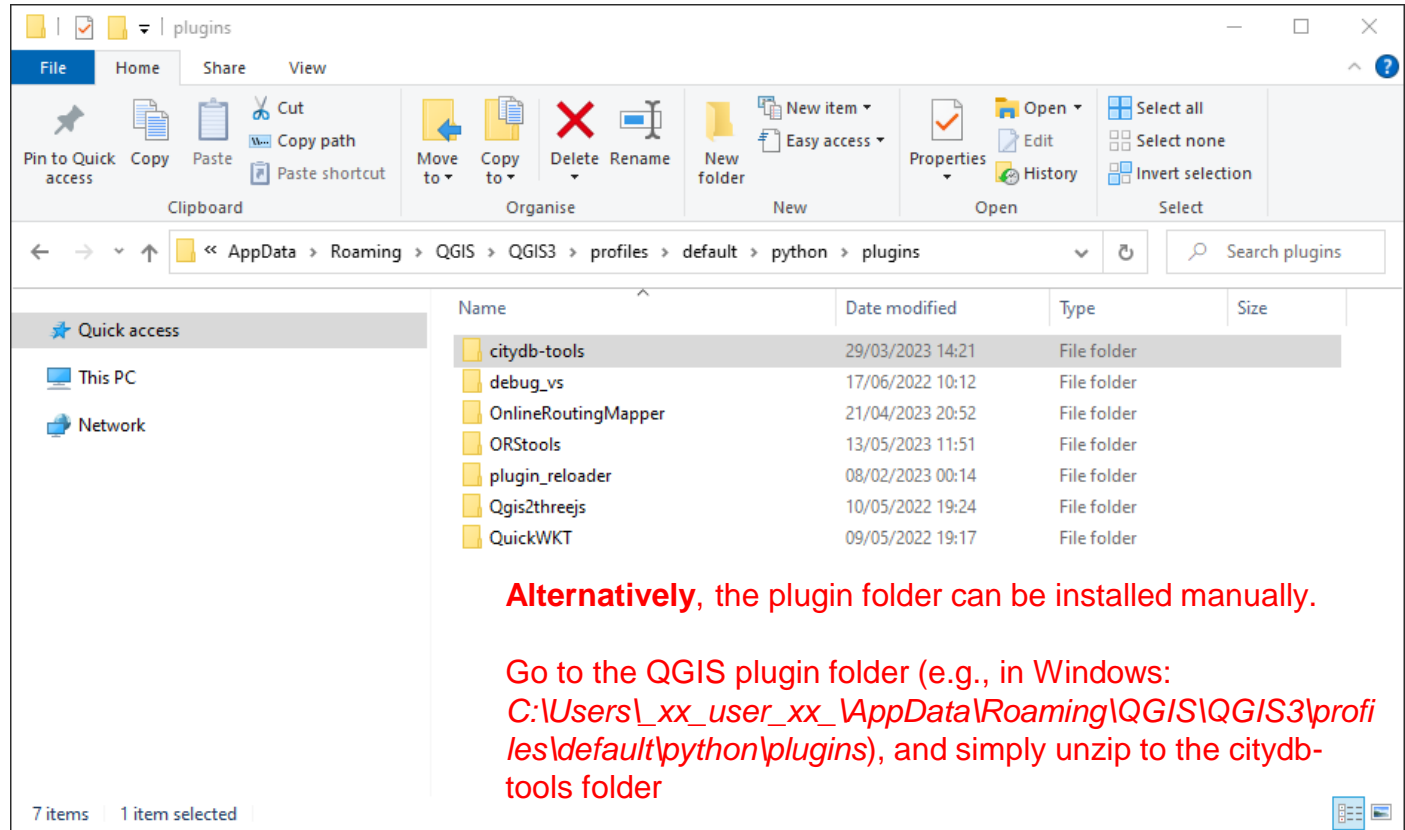 plugins
File Home Share View
Pin to Quick access
Copy
Paste
Cut
Copy path
Paste shortcut
Clipboard
Move to
Copy to
Delete
Rename
Organise
New folder
New item
Easy access
New
Properties
Open
Edit
History
Open
Select all
Select none
Invert selection
Select
« AppData › Roaming › QGIS › QGIS3 › profiles › default › python › plugins
Search plugins
Quick access
This PC
Network
Name Date modified Type Size
citydb-tools 29/03/2023 14:21 File folder
debug_vs 17/06/2022 10:12 File folder
OnlineRoutingMapper 21/04/2023 20:52 File folder
ORStools 13/05/2023 11:51 File folder
plugin_reloader 08/02/2023 00:14 File folder
Qgis2threejs 10/05/2022 19:24 File folder
QuickWKT 09/05/2022 19:17 File folder
Alternatively, the plugin folder can be installed manually.
Go to the QGIS plugin folder (e.g., in Windows:
C:\Users\_xx_user_xx_\AppData\Roaming\QGIS\QGIS3\profi
les\default\python\plugins), and simply unzip to the citydb-
tools folder
7 items 1 item selected